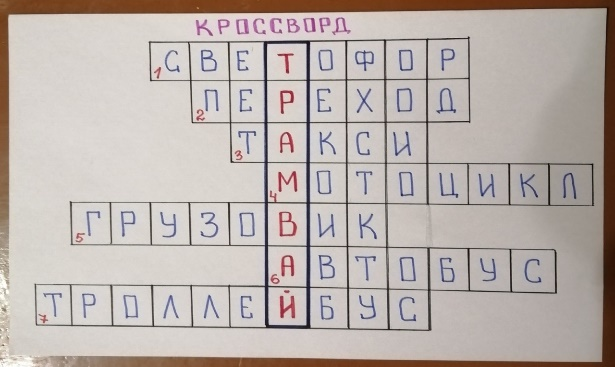 КРОССВОРД
1 СВЕТОФОР
2 ПЕРЕХОД
3 ТАКСИ
4 МОТОЦИКЛ
5 ГРУЗОВИК
6 АВТОБУС
7 ТРОЛЛЕЙБУС